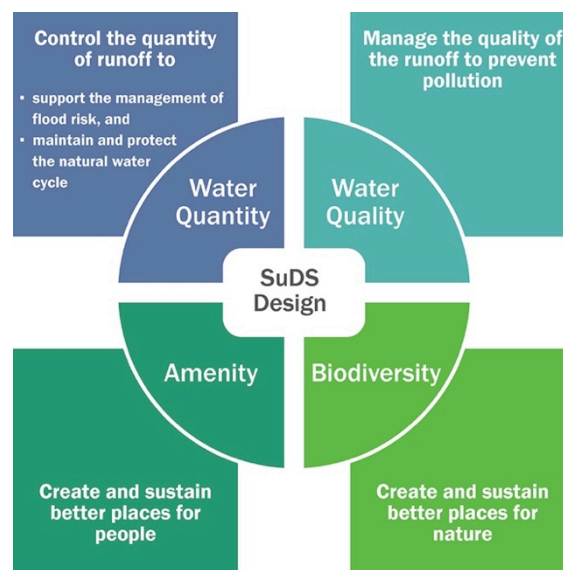 Control the quantity
of runoff to
• support the management of
flood risk, and
• maintain and protect
the natural water
cycle
Manage the quality of
the runoff to prevent
pollution
Water
Quantity
Water
Quality
SuDS
Design
Amenity
Biodiversity
Create and sustain
better places for
people
Create and sustain
better places for
nature